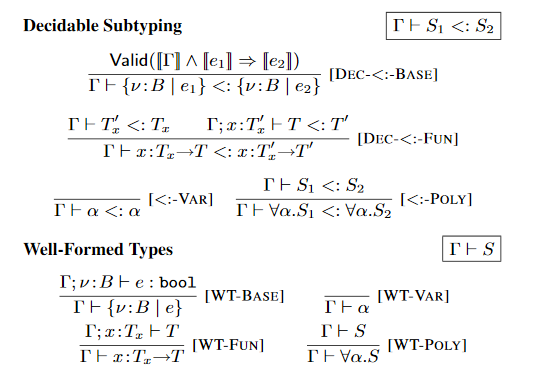 Decidable Subtyping Γ ⊢ S₁ <: S₂
Valid(⟦Γ⟧ ∧ ⟦e₁⟧ ⇒ ⟦e₂⟧)
Γ ⊢ {ν : B | e₁} <: {ν : B | e₂} [DEC-<:-BASE]
Γ ⊢ T′ₓ <: Tₓ Γ; x : T′ₓ ⊢ T <: T′
Γ ⊢ x : Tₓ → T <: x : T′ₓ → T′ [DEC-<:-FUN]
Γ ⊢ α <: α [<:-VAR]
Γ ⊢ S₁ <: S₂
Γ ⊢ ∀α.S₁ <: ∀α.S₂ [<:-POLY]
Well-Formed Types Γ ⊢ S
Γ; ν : B ⊢ e : bool
Γ ⊢ {ν : B | e} [WT-BASE]
Γ ⊢ α [WT-VAR]
Γ; x : Tₓ ⊢ T
Γ ⊢ x : Tₓ → T [WT-FUN]
Γ ⊢ S
Γ ⊢ ∀α.S [WT-POLY]